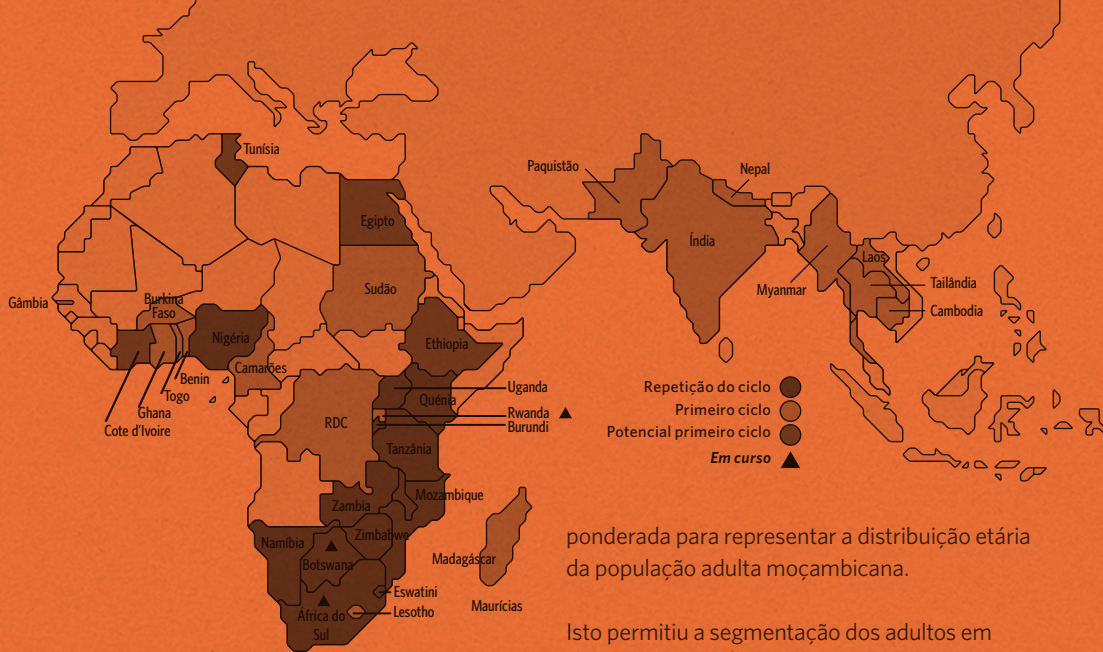 Tunísia
Paquistão
Nepal
Egipto
Índia
Laos
Sudão
Tailândia
Myanmar
Gâmbia
Burkina
Faso
Cambodia
Nigéria
Ethiopia
Camarões
Benin
Togo
Ghana
Cote d'Ivoire
Uganda
Quénia
Rwanda
Burundi
RDC
Tanzânia
Repetição do ciclo
Primeiro ciclo
Potencial primeiro ciclo
Em curso
Mozambique
Zambia
Zimbabwe
Namíbia
Botswana
Madagáscar
Eswatini
Lesotho
Maurícias
África do
Sul
ponderada para representar a distribuição etária
da população adulta moçambicana.
Isto permitiu a segmentação dos adultos em